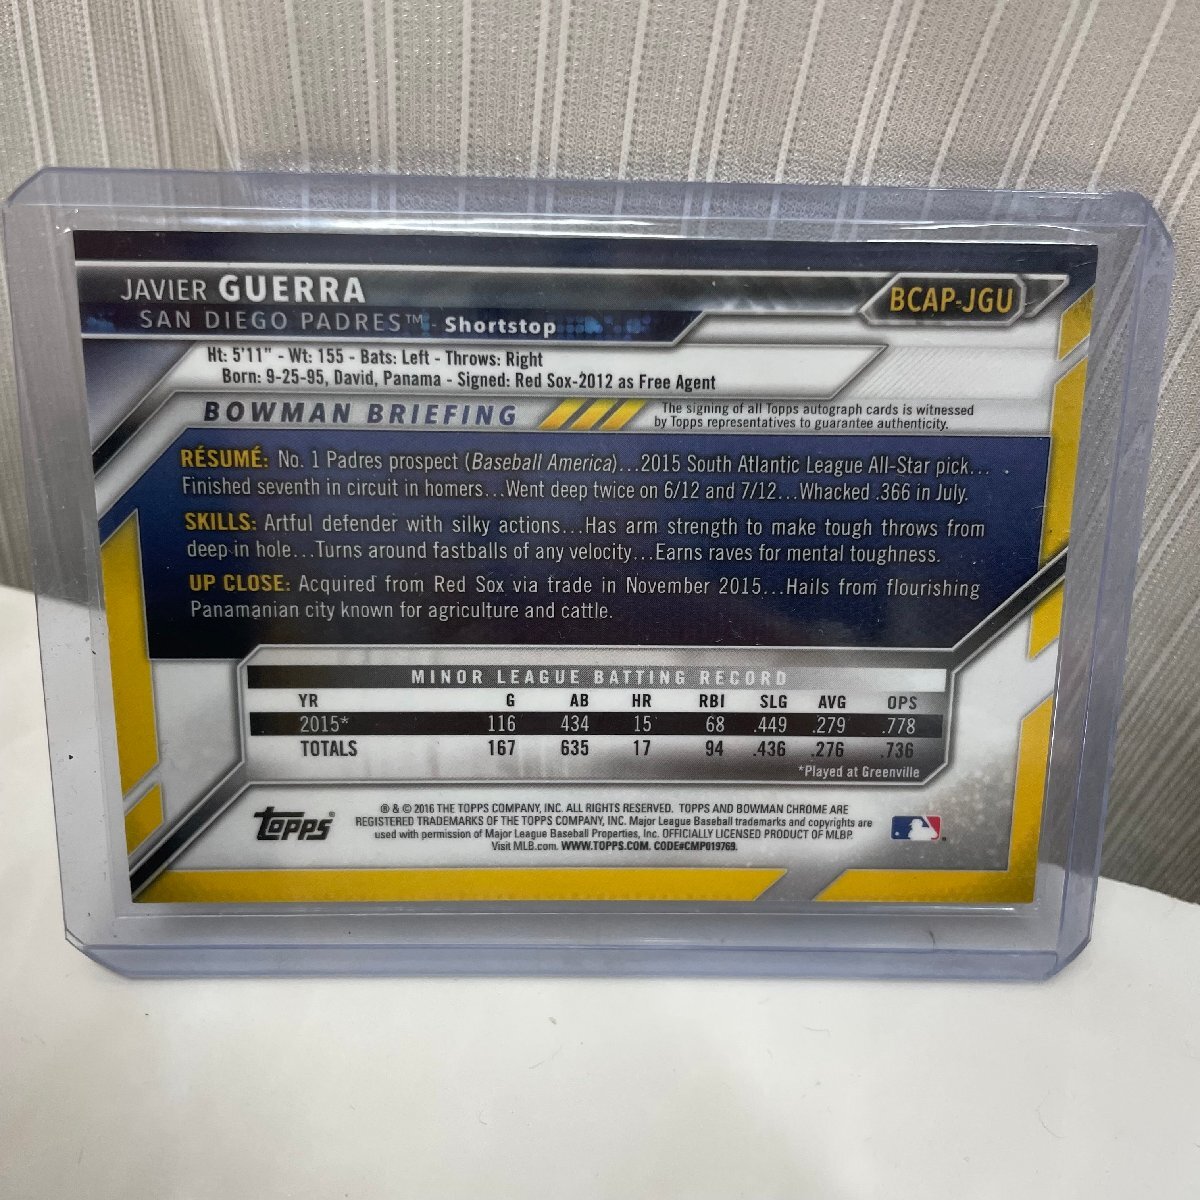 JAVIER GUERRA
BCAP-JGU
SAN DIEGO PADRES™ - Shortstop
Ht: 5'11" - Wt: 155 - Bats: Left - Throws: Right
Born: 9-25-95, David, Panama - Signed: Red Sox-2012 as Free Agent
BOWMAN BRIEFING
The signing of all Topps autograph cards is witnessed
by Topps representatives to guarantee authenticity.
RÉSUMÉ: No. 1 Padres prospect (Baseball America)...2015 South Atlantic League All-Star pick...
Finished seventh in circuit in homers...Went deep twice on 6/12 and 7/12...Whacked .366 in July.
SKILLS: Artful defender with silky actions...Has arm strength to make tough throws from
deep in hole...Turns around fastballs of any velocity...Earns raves for mental toughness.
UP CLOSE: Acquired from Red Sox via trade in November 2015...Hails from flourishing
Panamanian city known for agriculture and cattle.
MINOR LEAGUE BATTING RECORD
YR G AB HR RBI SLG AVG OPS
2015* 116 434 15 68 .449 .279 .778
TOTALS 167 635 17 94 .436 .276 .736
*Played at Greenville
topps
® & © 2016 THE TOPPS COMPANY, INC. ALL RIGHTS RESERVED. TOPPS AND BOWMAN CHROME ARE
REGISTERED TRADEMARKS OF THE TOPPS COMPANY, INC. Major League Baseball trademarks and copyrights are
used with permission of Major League Baseball Properties, Inc. OFFICIALLY LICENSED PRODUCT OF MLBP.
Visit MLB.com. WWW.TOPPS.COM. CODE#CMP019769.